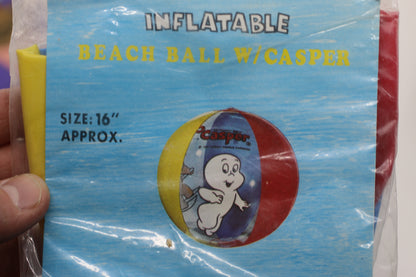 INFLATABLE
BEACH BALL W/CASPER
SIZE: 16"
APPROX.
Casper